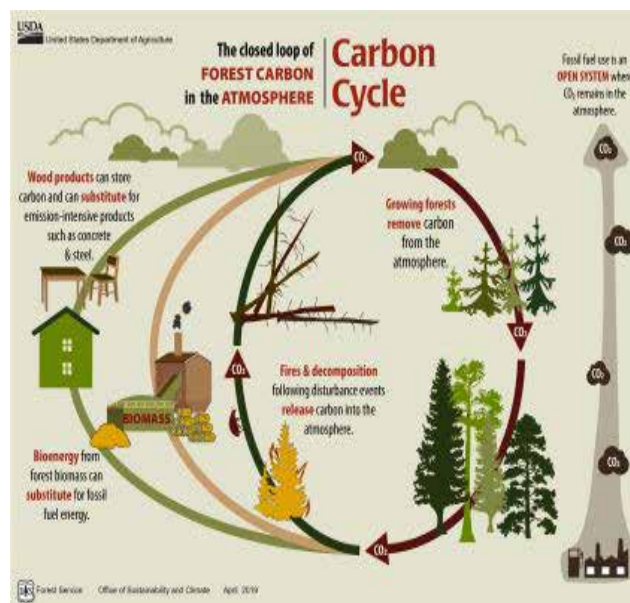 USDA
United States Department of Agriculture
The closed loop of
FOREST CARBON
in the ATMOSPHERE
Carbon
Cycle
Fossil fuel use is an
OPEN SYSTEM when
CO₂ remains in the
atmosphere.
CO₂
CO₂
CO₂
CO₂
CO₂
Wood products can store
carbon and can substitute for
emission-intensive products
such as concrete
& steel.
Growing forests
remove carbon
from the
atmosphere.
CO₂
CO₂
Fires & decomposition
following disturbance events
release carbon into the
atmosphere.
BIOMASS
Bioenergy from
forest biomass can
substitute for fossil
fuel energy.
CO₂
Forest Service Office of Sustainability and Climate April, 2019